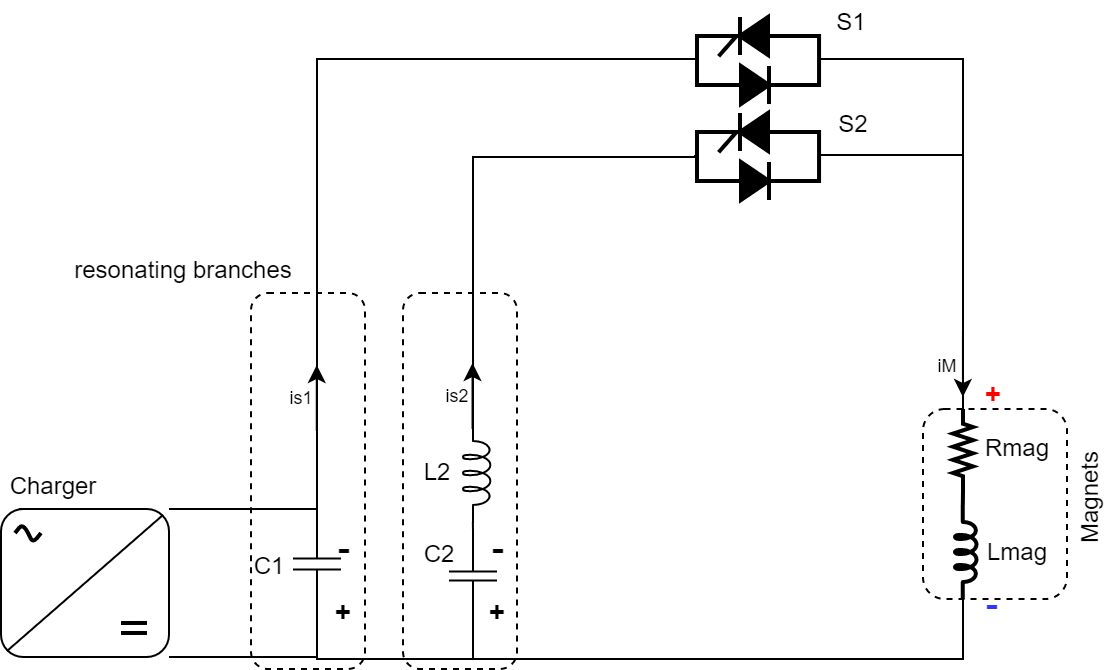 S1
S2
resonating branches
iM
+
is1
is2
Rmag
L2
Charger
Magnets
-
-
C1
C2
Lmag
+
+
-